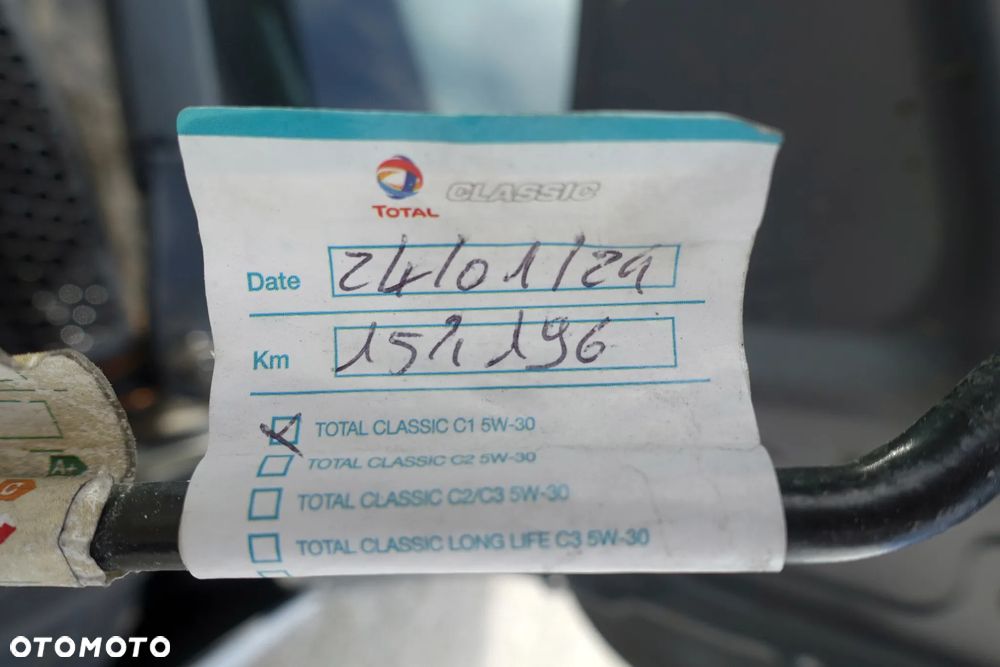 TOTAL CLASSIC
Date 24/01/24
Km
TOTAL CLASSIC C1 5W-30
TOTAL CLASSIC C2 5W-30
TOTAL CLASSIC C2/C3 5W-30
TOTAL CLASSIC LONG LIFE C3 5W-30
A+
C
OTOMOTO